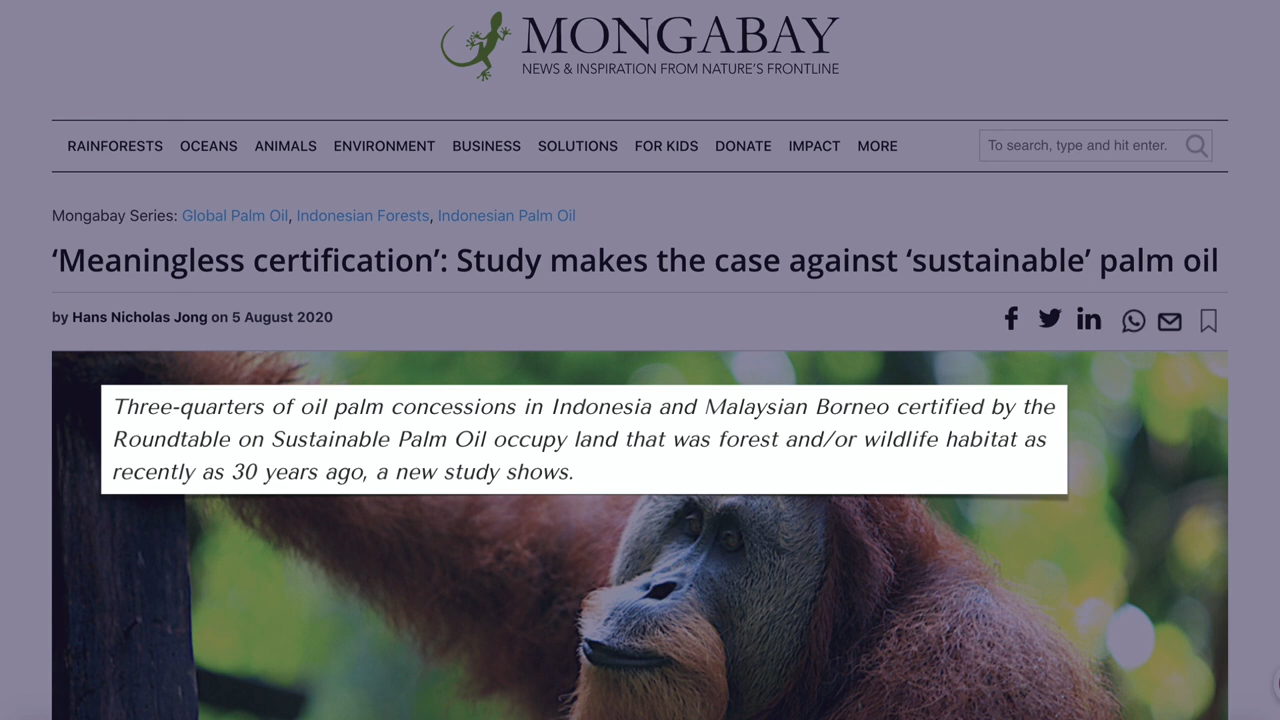 MONGABAY
NEWS & INSPIRATION FROM NATURE'S FRONTLINE
RAINFORESTS OCEANS ANIMALS ENVIRONMENT BUSINESS SOLUTIONS FOR KIDS DONATE IMPACT MORE
To search, type and hit enter.
Mongabay Series: Global Palm Oil, Indonesian Forests, Indonesian Palm Oil
‘Meaningless certification’: Study makes the case against ‘sustainable’ palm oil
by Hans Nicholas Jong on 5 August 2020
Three-quarters of oil palm concessions in Indonesia and Malaysian Borneo certified by the
Roundtable on Sustainable Palm Oil occupy land that was forest and/or wildlife habitat as
recently as 30 years ago, a new study shows.